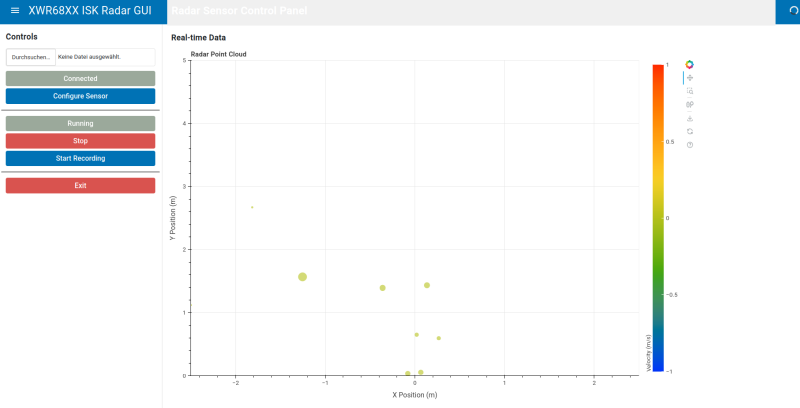 XWR68XX ISK Radar GUI
Radar Sensor Control Panel
Controls
Durchsuchen... Keine Datei ausgewählt.
Connected
Configure Sensor
Running
Stop
Start Recording
Exit
Real-time Data
Radar Point Cloud
5
4
3
2
1
0
Y Position (m)
−2 −1 0 1 2
X Position (m)
1
0.5
0
−0.5
−1
Velocity (m/s)